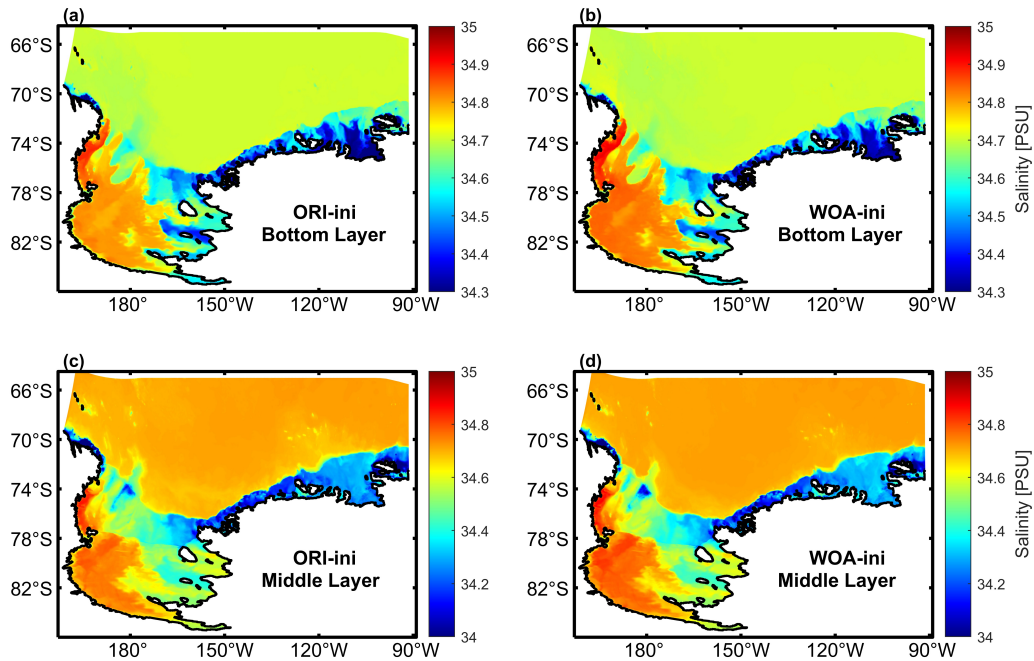 (a)
66°S
70°S
74°S
78°S
82°S
180°
150°W
120°W
90°W
ORI-ini
Bottom Layer
35
34.9
34.8
34.7
34.6
34.5
34.4
34.3
(b)
66°S
70°S
74°S
78°S
82°S
180°
150°W
120°W
90°W
WOA-ini
Bottom Layer
35
34.9
34.8
34.7
34.6
34.5
34.4
34.3
Salinity [PSU]
(c)
66°S
70°S
74°S
78°S
82°S
180°
150°W
120°W
90°W
ORI-ini
Middle Layer
35
34.8
34.6
34.4
34.2
34
(d)
66°S
70°S
74°S
78°S
82°S
180°
150°W
120°W
90°W
WOA-ini
Middle Layer
35
34.8
34.6
34.4
34.2
34
Salinity [PSU]